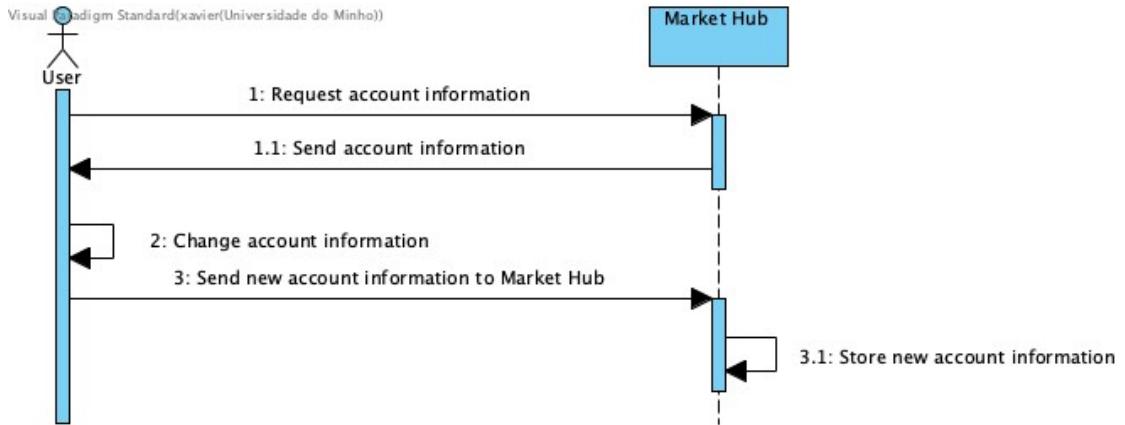 Visual Paradigm Standard(xavier(Universidade do Minho))
Market Hub
User
1: Request account information
1.1: Send account information
2: Change account information
3: Send new account information to Market Hub
3.1: Store new account information